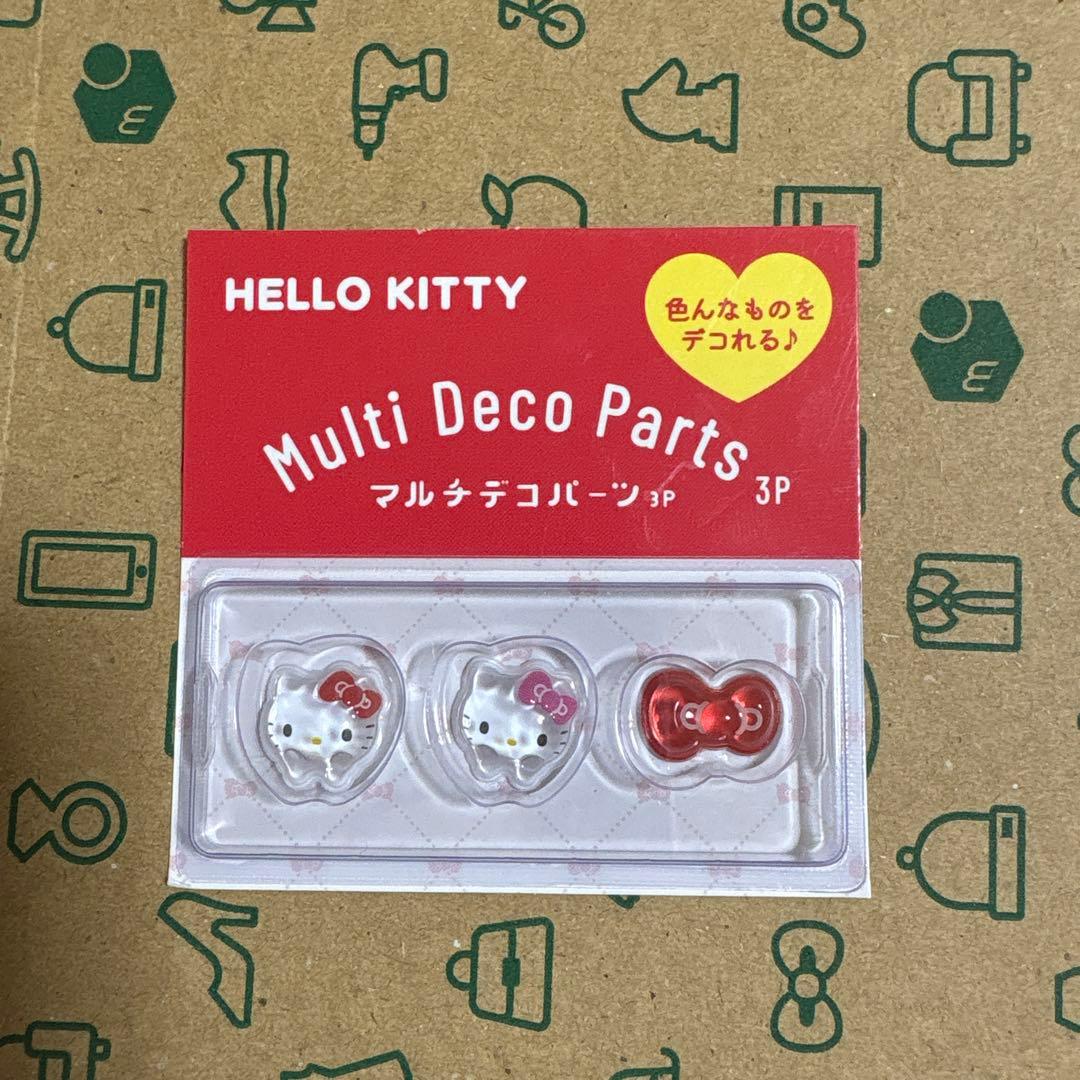 HELLO KITTY
色んなものを
デコれる♪
Multi Deco Parts
3P
マルチデコパーツ3P